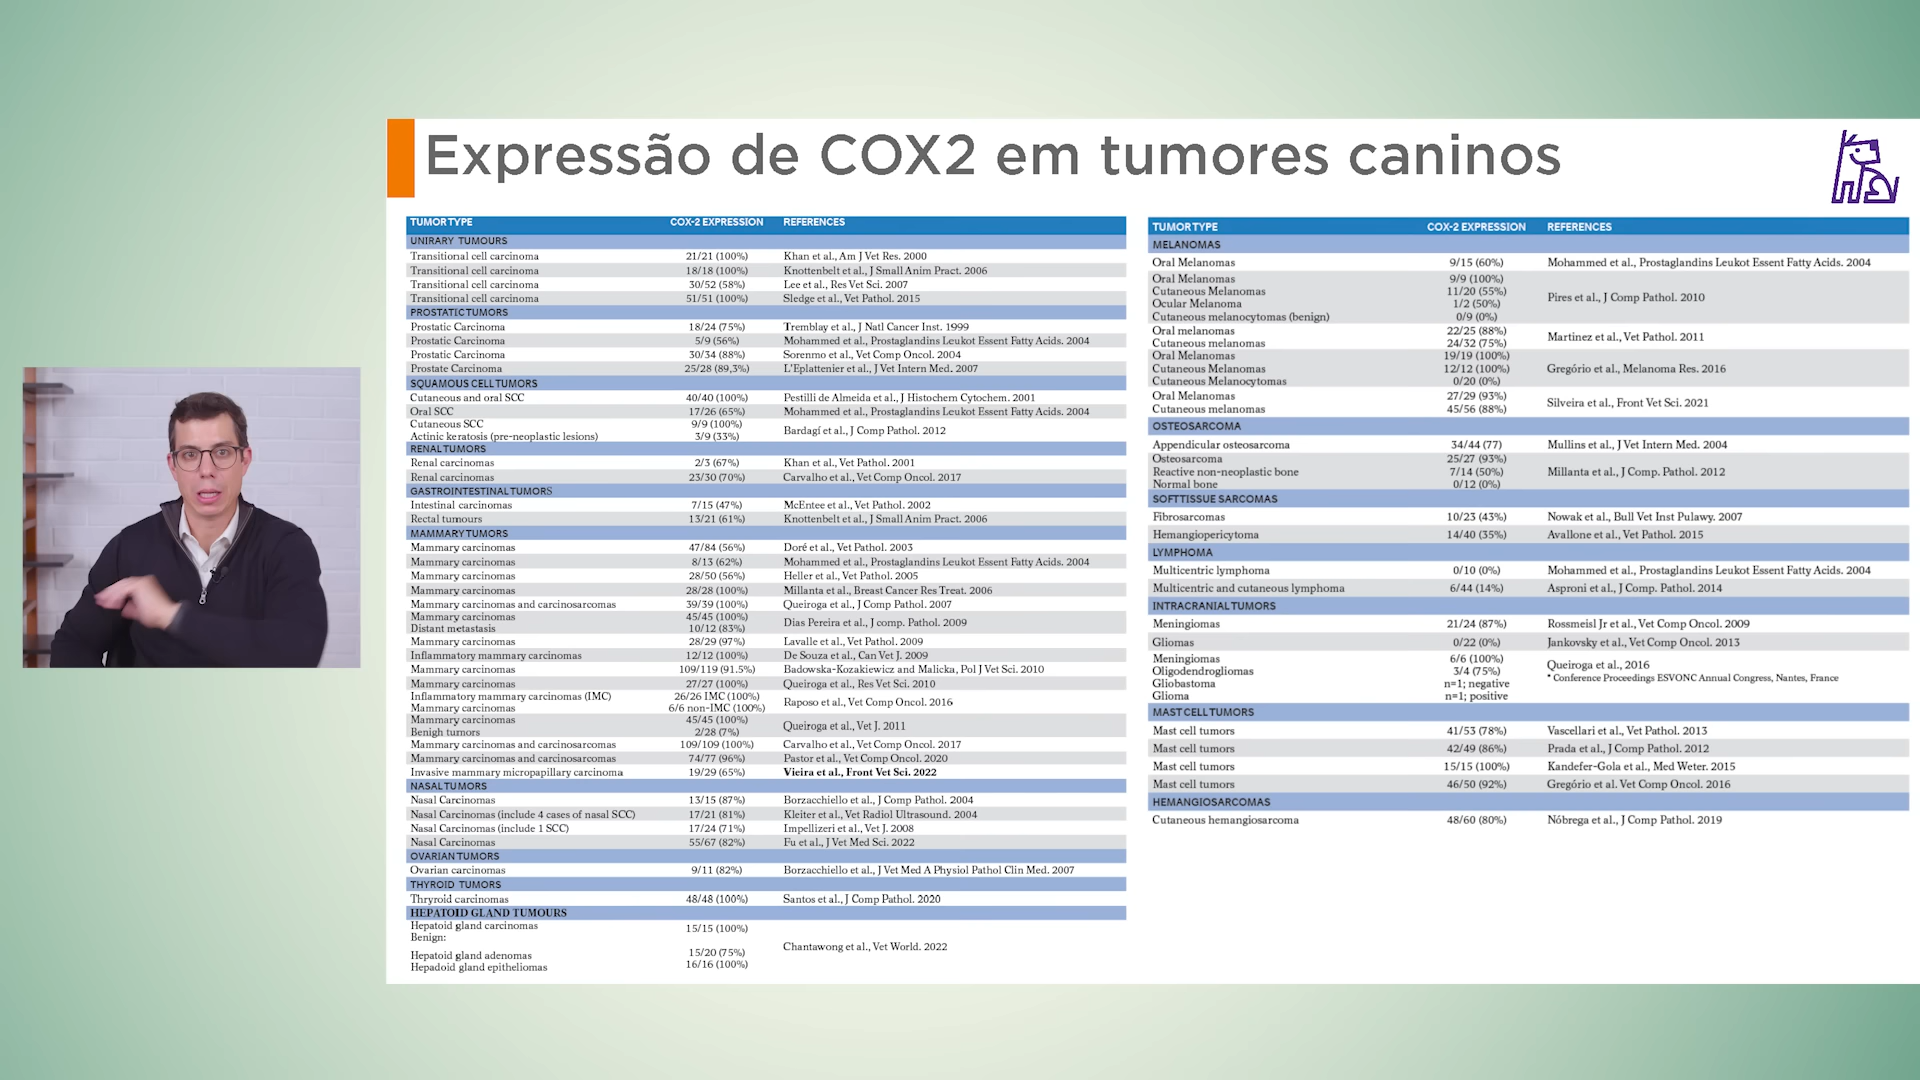 Expressão de COX2 em tumores caninos
TUMOR TYPE COX-2 EXPRESSION REFERENCES
UNIRARY TUMOURS
Transitional cell carcinoma 21/21 (100%) Khan et al., Am J Vet Res. 2000
Transitional cell carcinoma 18/18 (100%) Knottenbelt et al., J Small Anim Pract. 2006
Transitional cell carcinoma 30/52 (58%) Lee et al., Res Vet Sci. 2007
Transitional cell carcinoma 51/51 (100%) Sledge et al., Vet Pathol. 2015
PROSTATIC TUMORS
Prostatic Carcinoma 18/24 (75%) Tremblay et al., J Natl Cancer Inst. 1999
Prostatic Carcinoma 5/9 (56%) Mohammed et al., Prostaglandins Leukot Essent Fatty Acids. 2004
Prostatic Carcinoma 30/34 (88%) Sorenmo et al., Vet Comp Oncol. 2004
Prostate Carcinoma 25/28 (89,3%) L'Eplattenier et al., J Vet Intern Med. 2007
SQUAMOUS CELL TUMORS
Cutaneous and oral SCC 40/40 (100%) Pestilli de Almeida et al., J Histochem Cytochem. 2001
Oral SCC 17/26 (65%) Mohammed et al., Prostaglandins Leukot Essent Fatty Acids. 2004
Cutaneous SCC 9/9 (100%)
Actinic keratosis (pre-neoplastic lesions) 3/9 (33%) Bardagí et al., J Comp Pathol. 2012
RENAL TUMORS
Renal carcinomas 2/3 (67%) Khan et al., Vet Pathol. 2001
Renal carcinomas 23/30 (70%) Carvalho et al., Vet Comp Oncol. 2017
GASTROINTESTINAL TUMORS
Intestinal carcinomas 7/15 (47%) McEntee et al., Vet Pathol. 2002
Rectal tumours 13/21 (61%) Knottenbelt et al., J Small Anim Pract. 2006
MAMMARY TUMORS
Mammary carcinomas 47/84 (56%) Doré et al., Vet Pathol. 2003
Mammary carcinomas 8/13 (62%) Mohammed et al., Prostaglandins Leukot Essent Fatty Acids. 2004
Mammary carcinomas 28/50 (56%) Heller et al., Vet Pathol. 2005
Mammary carcinomas 28/28 (100%) Millanta et al., Breast Cancer Res Treat. 2006
Mammary carcinomas and carcinosarcomas 39/39 (100%) Queiroga et al., J Comp Pathol. 2007
Mammary carcinomas 45/45 (100%)
Distant metastasis 10/12 (83%) Dias Pereira et al., J comp. Pathol. 2009
Mammary carcinomas 28/29 (97%) Lavalle et al., Vet Pathol. 2009
Inflammatory mammary carcinomas 12/12 (100%) De Souza et al., Can Vet J. 2009
Mammary carcinomas 109/119 (91.5%) Badowska-Kozakiewicz and Malicka, Pol J Vet Sci. 2010
Mammary carcinomas 27/27 (100%) Queiroga et al., Res Vet Sci. 2010
Inflammatory mammary carcinomas (IMC) 26/26 IMC (100%)
Mammary carcinomas 6/6 non-IMC (100%) Raposo et al., Vet Comp Oncol. 2016
Mammary carcinomas 45/45 (100%)
Benigh tumors 2/28 (7%) Queiroga et al., Vet J. 2011
Mammary carcinomas and carcinosarcomas 109/109 (100%) Carvalho et al., Vet Comp Oncol. 2017
Mammary carcinomas and carcinosarcomas 74/77 (96%) Pastor et al., Vet Comp Oncol. 2020
Invasive mammary micropapillary carcinoma 19/29 (65%) Vieira et al., Front Vet Sci. 2022
NASAL TUMORS
Nasal Carcinomas 13/15 (87%) Borzacchiello et al., J Comp Pathol. 2004
Nasal Carcinomas (include 4 cases of nasal SCC) 17/21 (81%) Kleiter et al., Vet Radiol Ultrasound. 2004
Nasal Carcinomas (include 1 SCC) 17/24 (71%) Impellizeri et al., Vet J. 2008
Nasal Carcinomas 55/67 (82%) Fu et al., J Vet Med Sci. 2022
OVARIAN TUMORS
Ovarian carcinomas 9/11 (82%) Borzacchiello et al., J Vet Med A Physiol Pathol Clin Med. 2007
THYROID TUMORS
Thryroid carcinomas 48/48 (100%) Santos et al., J Comp Pathol. 2020
HEPATOID GLAND TUMOURS
Hepatoid gland carcinomas 15/15 (100%)
Benign:
Chantawong et al., Vet World. 2022
Hepatoid gland adenomas 15/20 (75%)
Hepadoid gland epitheliomas 16/16 (100%)
TUMOR TYPE COX-2 EXPRESSION REFERENCES
MELANOMAS
Oral Melanomas 9/15 (60%) Mohammed et al., Prostaglandins Leukot Essent Fatty Acids. 2004
Oral Melanomas 9/9 (100%)
Cutaneous Melanomas 11/20 (55%)
Pires et al., J Comp Pathol. 2010
Ocular Melanoma 1/2 (50%)
Cutaneous melanocytomas (benign) 0/9 (0%)
Oral melanomas 22/25 (88%)
Martinez et al., Vet Pathol. 2011
Cutaneous melanomas 24/32 (75%)
Oral Melanomas 19/19 (100%)
Cutaneous Melanomas 12/12 (100%) Gregório et al., Melanoma Res. 2016
Cutaneous Melanocytomas 0/20 (0%)
Oral Melanomas 27/29 (93%)
Silveira et al., Front Vet Sci. 2021
Cutaneous melanomas 45/56 (88%)
OSTEOSARCOMA
Appendicular osteosarcoma 34/44 (77) Mullins et al., J Vet Intern Med. 2004
Osteosarcoma 25/27 (93%)
Reactive non-neoplastic bone 7/14 (50%) Millanta et al., J Comp. Pathol. 2012
Normal bone 0/12 (0%)
SOFT TISSUE SARCOMAS
Fibrosarcomas 10/23 (43%) Nowak et al., Bull Vet Inst Pulawy. 2007
Hemangiopericytoma 14/40 (35%) Avallone et al., Vet Pathol. 2015
LYMPHOMA
Multicentric lymphoma 0/10 (0%) Mohammed et al., Prostaglandins Leukot Essent Fatty Acids. 2004
Multicentric and cutaneous lymphoma 6/44 (14%) Asproni et al., J Comp. Pathol. 2014
INTRACRANIAL TUMORS
Meningiomas 21/24 (87%) Rossmeisl Jr et al., Vet Comp Oncol. 2009
Gliomas 0/22 (0%) Jankovsky et al., Vet Comp Oncol. 2013
Meningiomas 6/6 (100%)
Queiroga et al., 2016
Oligodendrogliomas 3/4 (75%)
* Conference Proceedings ESVONC Annual Congress, Nantes, France
Gliobastoma n=1; negative
Glioma n=1; positive
MAST CELL TUMORS
Mast cell tumors 41/53 (78%) Vascellari et al., Vet Pathol. 2013
Mast cell tumors 42/49 (86%) Prada et al., J Comp Pathol. 2012
Mast cell tumors 15/15 (100%) Kandefer-Gola et al., Med Weter. 2015
Mast cell tumors 46/50 (92%) Gregório et al. Vet Comp Oncol. 2016
HEMANGIOSARCOMAS
Cutaneous hemangiosarcoma 48/60 (80%) Nóbrega et al., J Comp Pathol. 2019